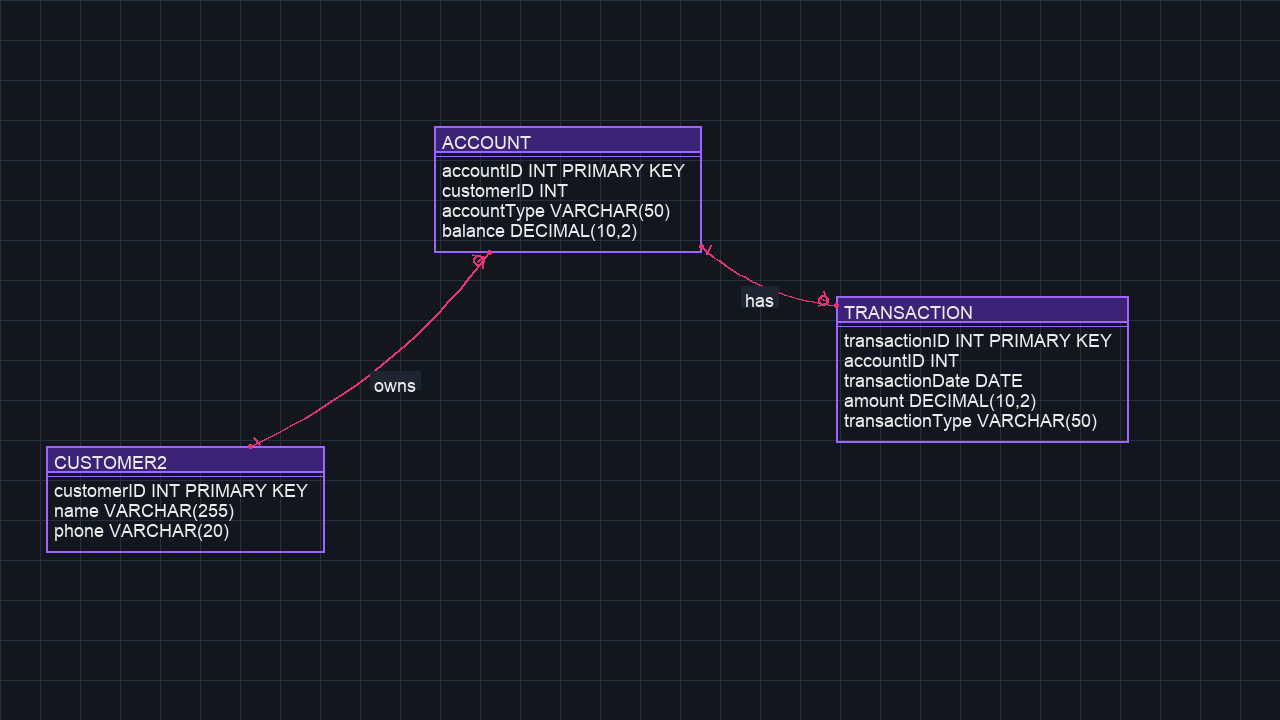 ACCOUNT
accountID INT PRIMARY KEY
customerID INT
accountType VARCHAR(50)
balance DECIMAL(10,2)
has
TRANSACTION
transactionID INT PRIMARY KEY
accountID INT
transactionDate DATE
amount DECIMAL(10,2)
transactionType VARCHAR(50)
owns
CUSTOMER2
customerID INT PRIMARY KEY
name VARCHAR(255)
phone VARCHAR(20)